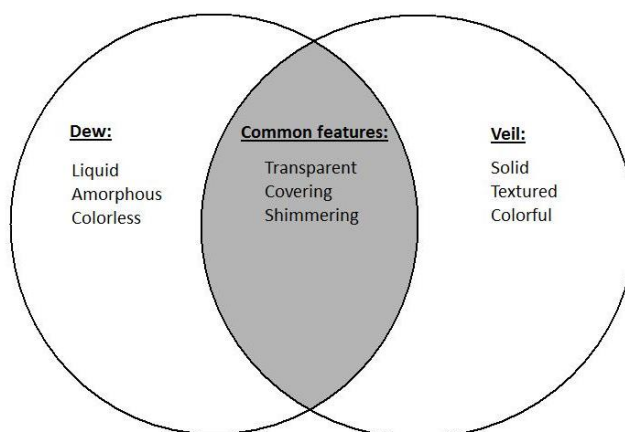 Dew:
Liquid
Amorphous
Colorless
Common features:
Transparent
Covering
Shimmering
Veil:
Solid
Textured
Colorful